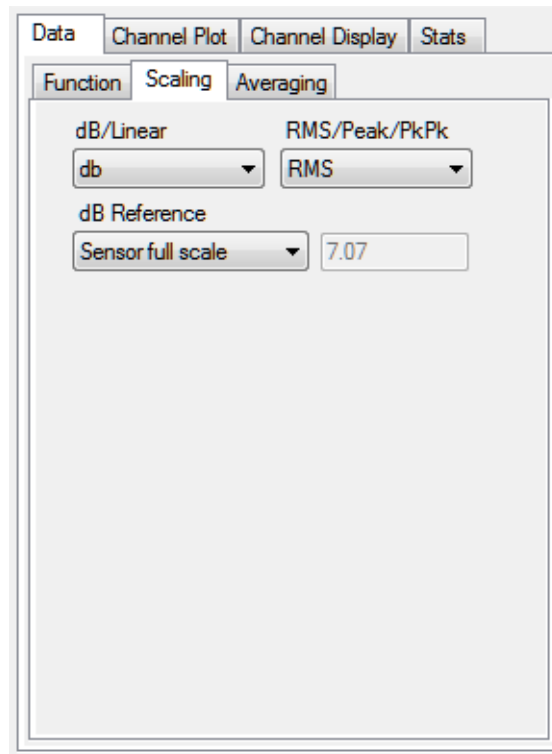 Data Channel Plot Channel Display Stats
Function Scaling Averaging
dB/Linear RMS/Peak/PkPk
db RMS
dB Reference
Sensor full scale 7.07